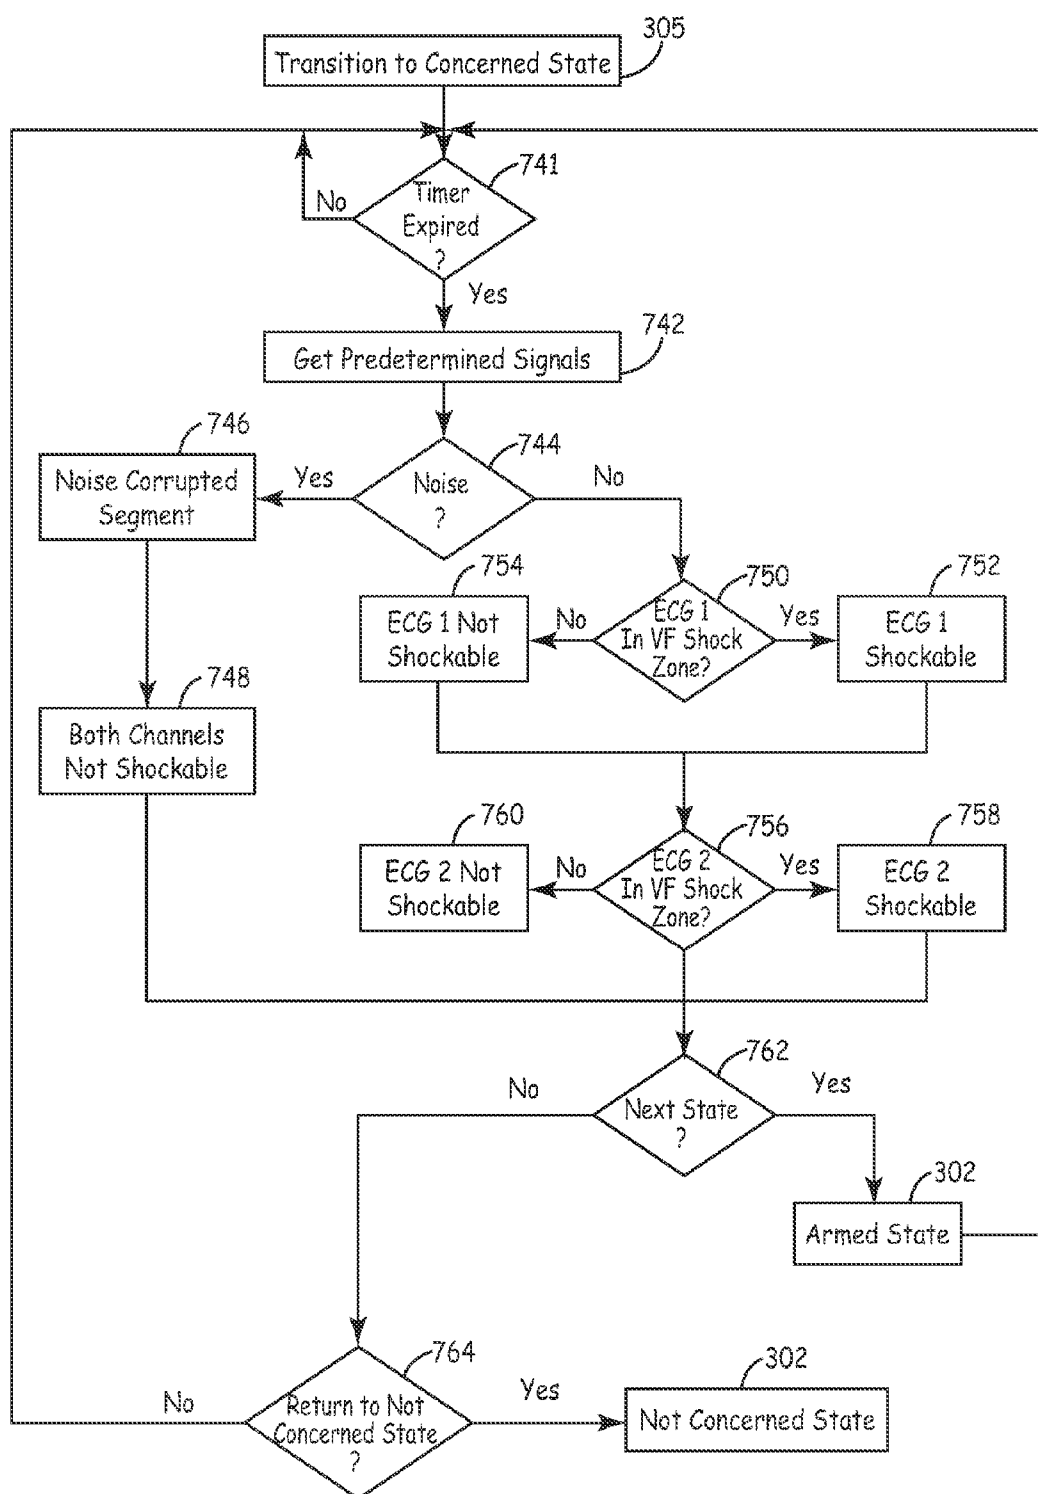 305
Transition to Concerned State
741
Timer
Expired
?
No
Yes
742
Get Predetermined Signals
746
744
Noise Corrupted
Segment
Yes
Noise
?
No
754
750
752
ECG 1 Not
Shockable
No
ECG 1
In VF Shock
Zone?
Yes
ECG 1
Shockable
748
Both Channels
Not Shockable
760
756
758
ECG 2 Not
Shockable
No
ECG 2
In VF Shock
Zone?
Yes
ECG 2
Shockable
762
No
Next State
?
Yes
302
Armed State
764
No
Return to Not
Concerned State
?
Yes
302
Not Concerned State